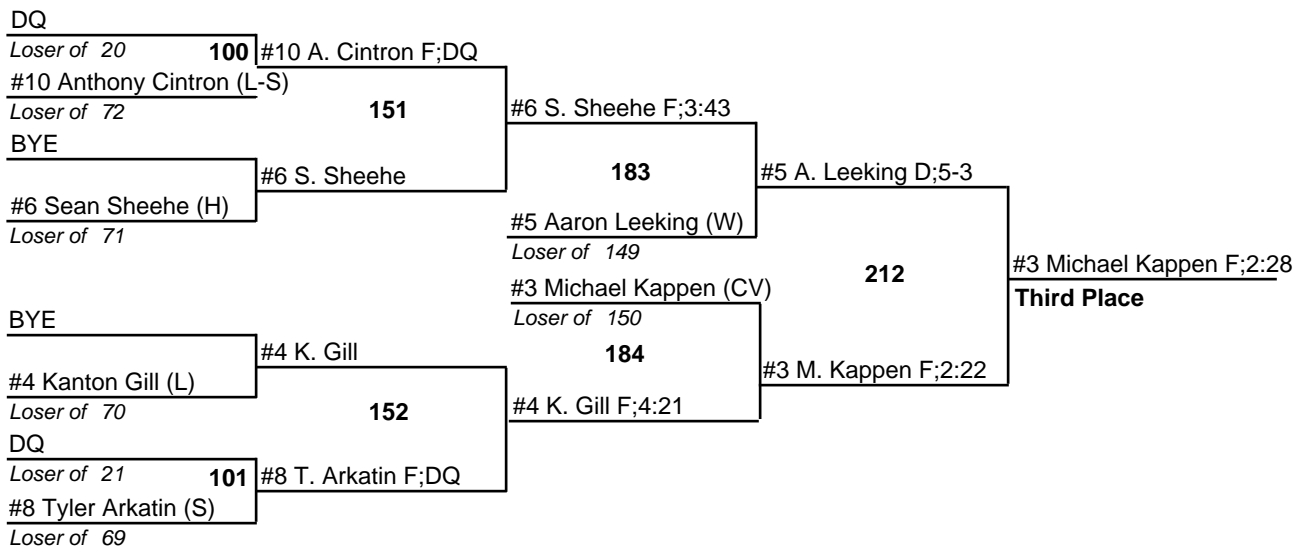 DQ
Loser of 20
100
#10 A. Cintron F;DQ
#10 Anthony Cintron (L-S)
Loser of 72
151
#6 S. Sheehe F;3:43
BYE
#6 S. Sheehe
183
#5 A. Leeking D;5-3
#6 Sean Sheehe (H)
Loser of 71
#5 Aaron Leeking (W)
Loser of 149
212
#3 Michael Kappen F;2:28
Third Place
#3 Michael Kappen (CV)
Loser of 150
BYE
#4 K. Gill
184
#3 M. Kappen F;2:22
#4 Kanton Gill (L)
Loser of 70
152
#4 K. Gill F;4:21
DQ
Loser of 21
101
#8 T. Arkatin F;DQ
#8 Tyler Arkatin (S)
Loser of 69